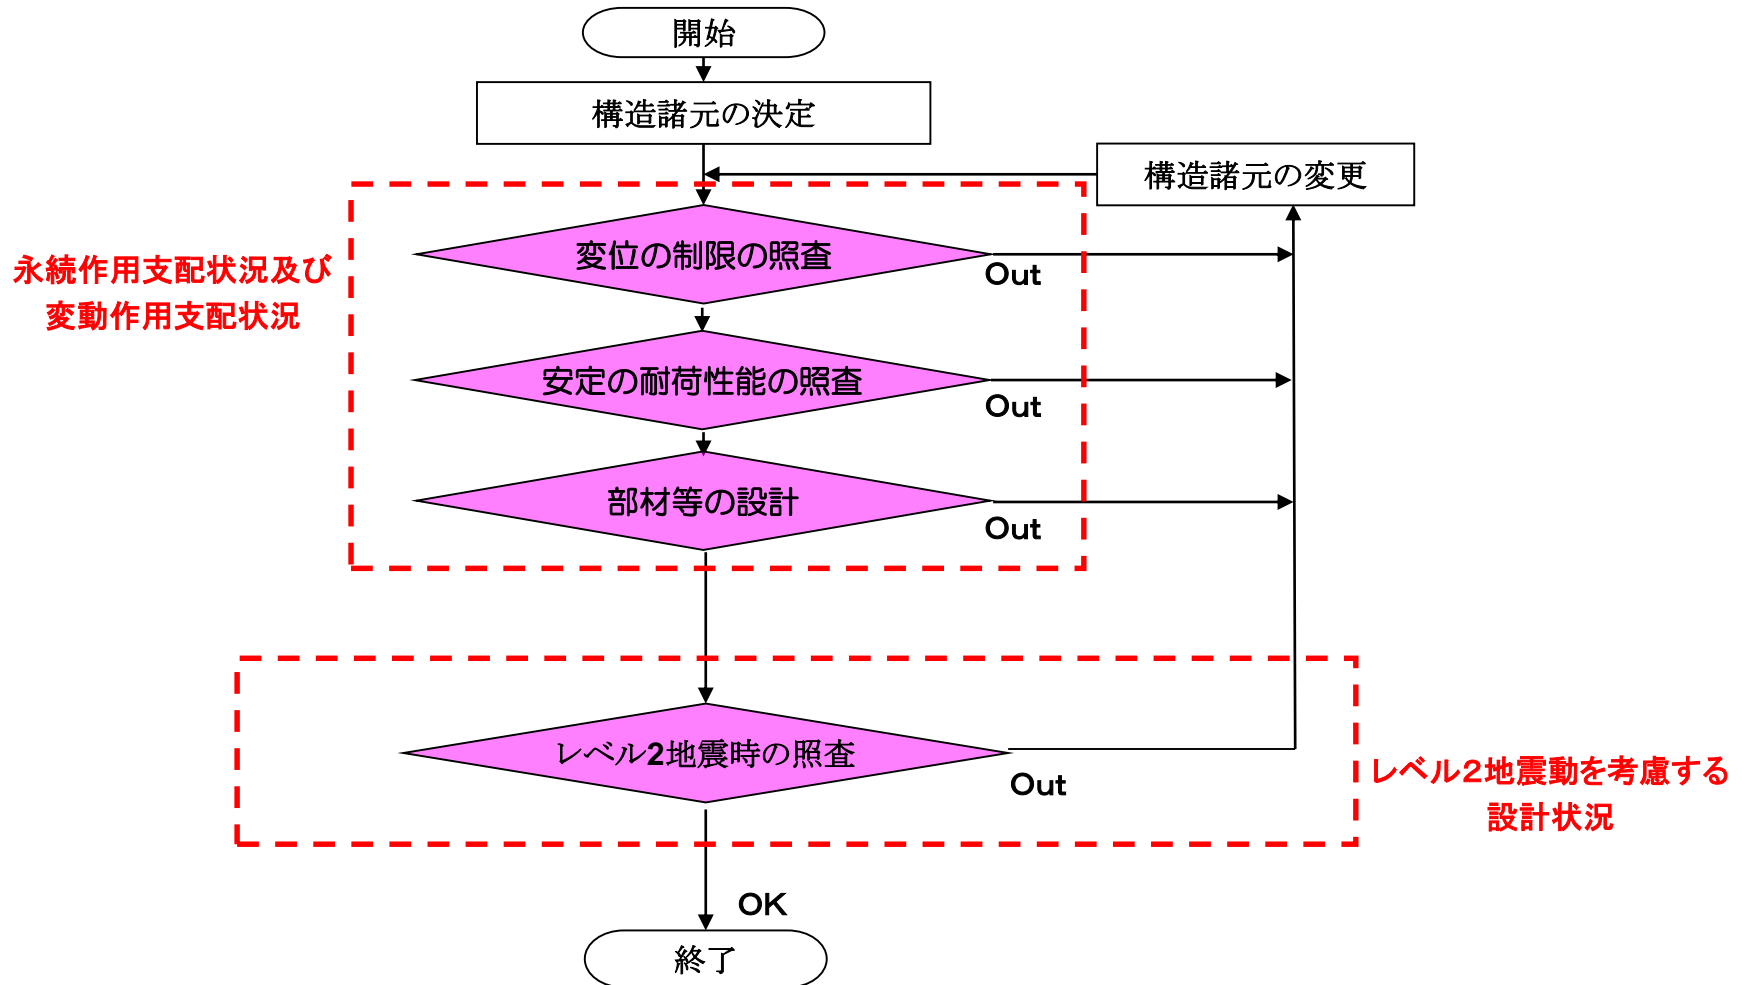 開始
構造諸元の決定
構造諸元の変更
変位の制限の照査
Out
永続作用支配状況及び
変動作用支配状況
安定の耐荷性能の照査
Out
部材等の設計
Out
レベル2地震時の照査
Out
レベル２地震動を考慮する
設計状況
OK
終了